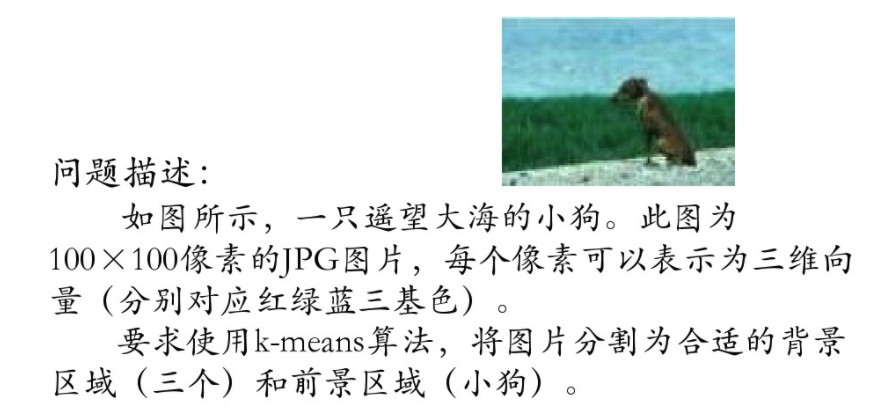 问题描述：
如图所示，一只遥望大海的小狗。此图为
100×100像素的JPG图片，每个像素可以表示为三维向
量（分别对应红绿蓝三基色）。
要求使用k-means算法，将图片分割为合适的背景
区域（三个）和前景区域（小狗）。